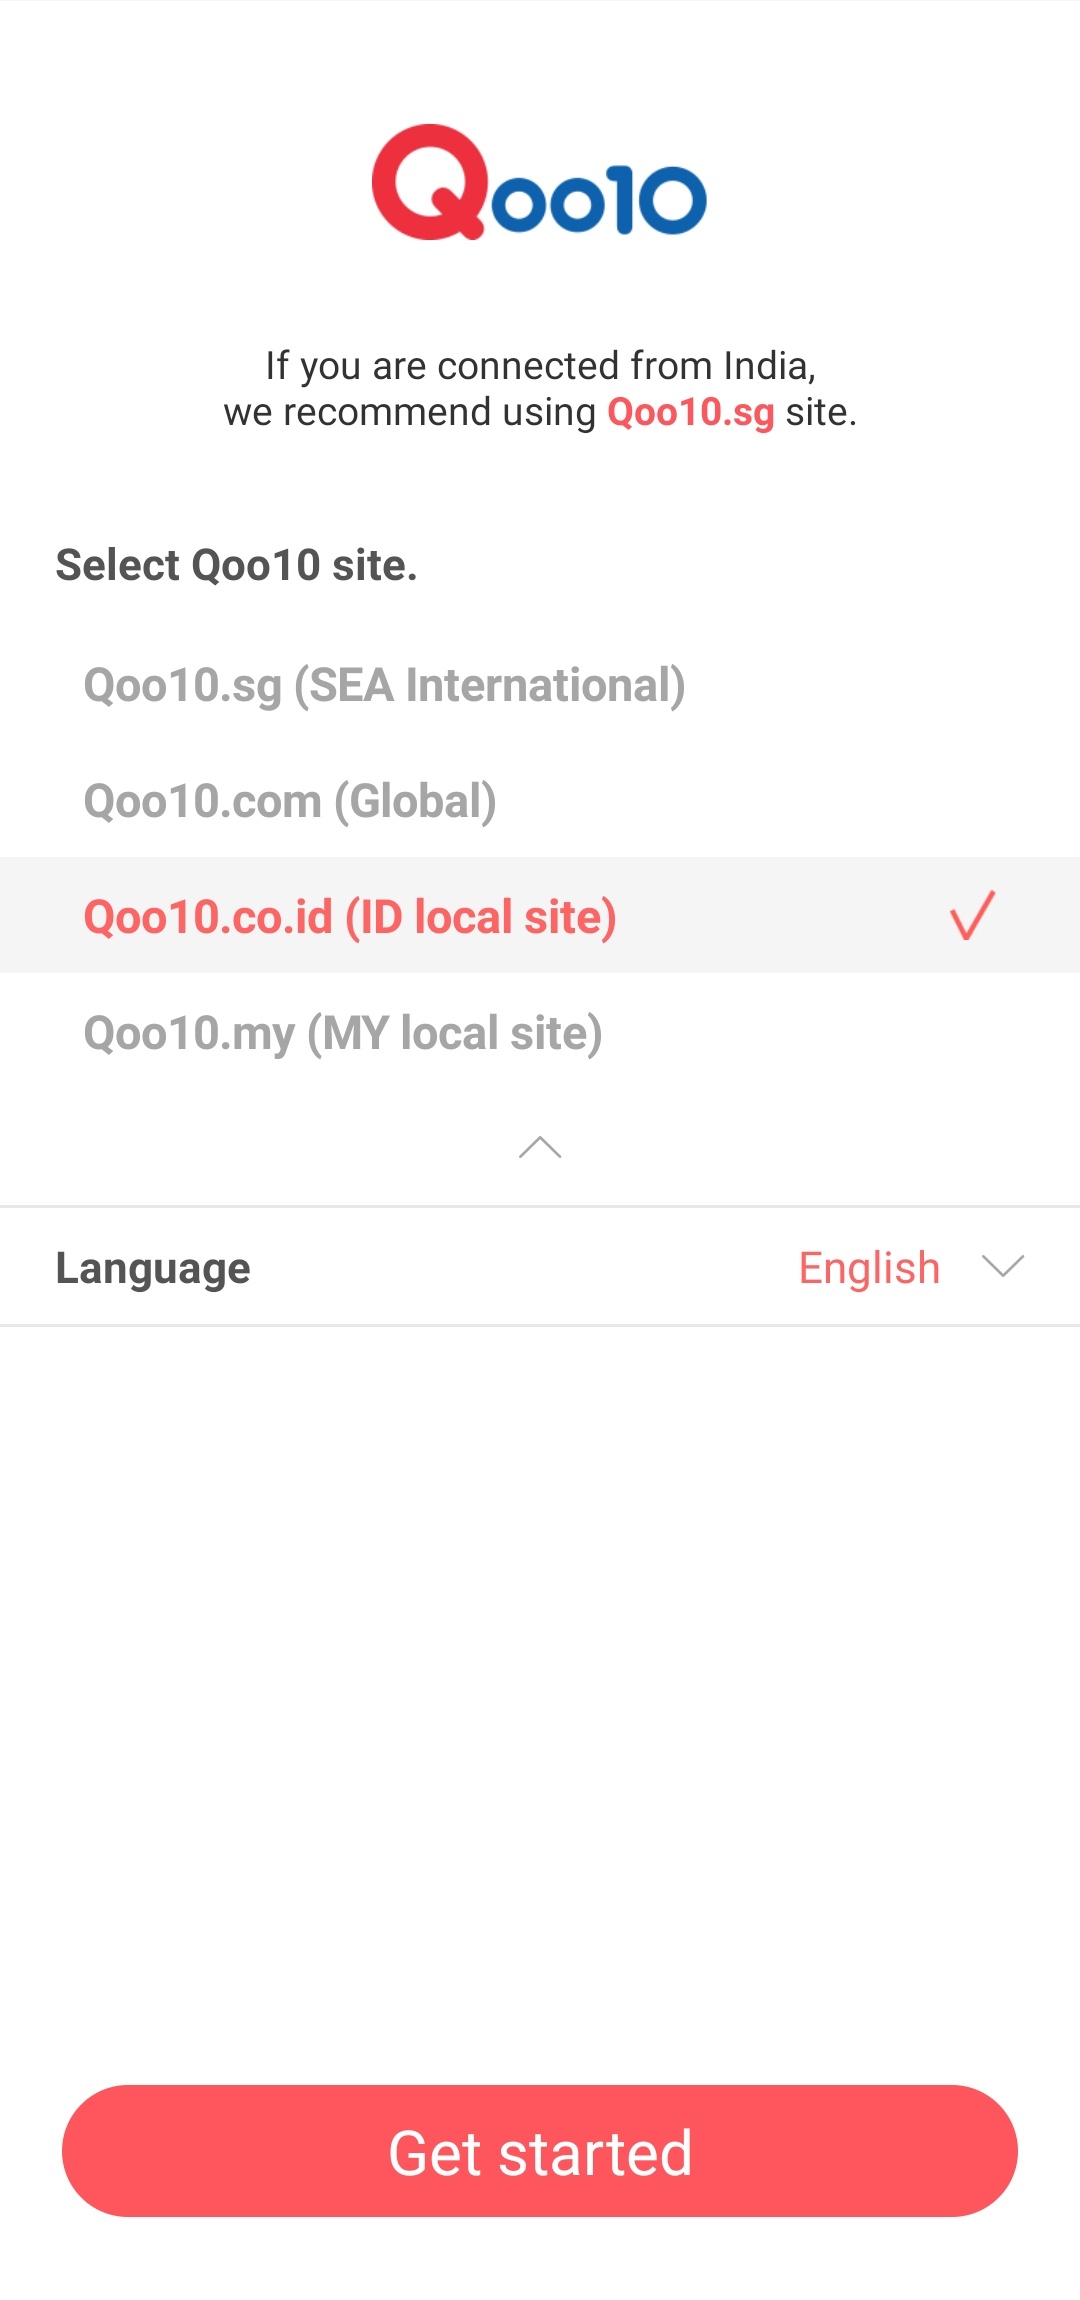 Qoo10
If you are connected from India,
we recommend using Qoo10.sg site.
Select Qoo10 site.
Qoo10.sg (SEA International)
Qoo10.com (Global)
Qoo10.co.id (ID local site)
Qoo10.my (MY local site)
Language English
Get started